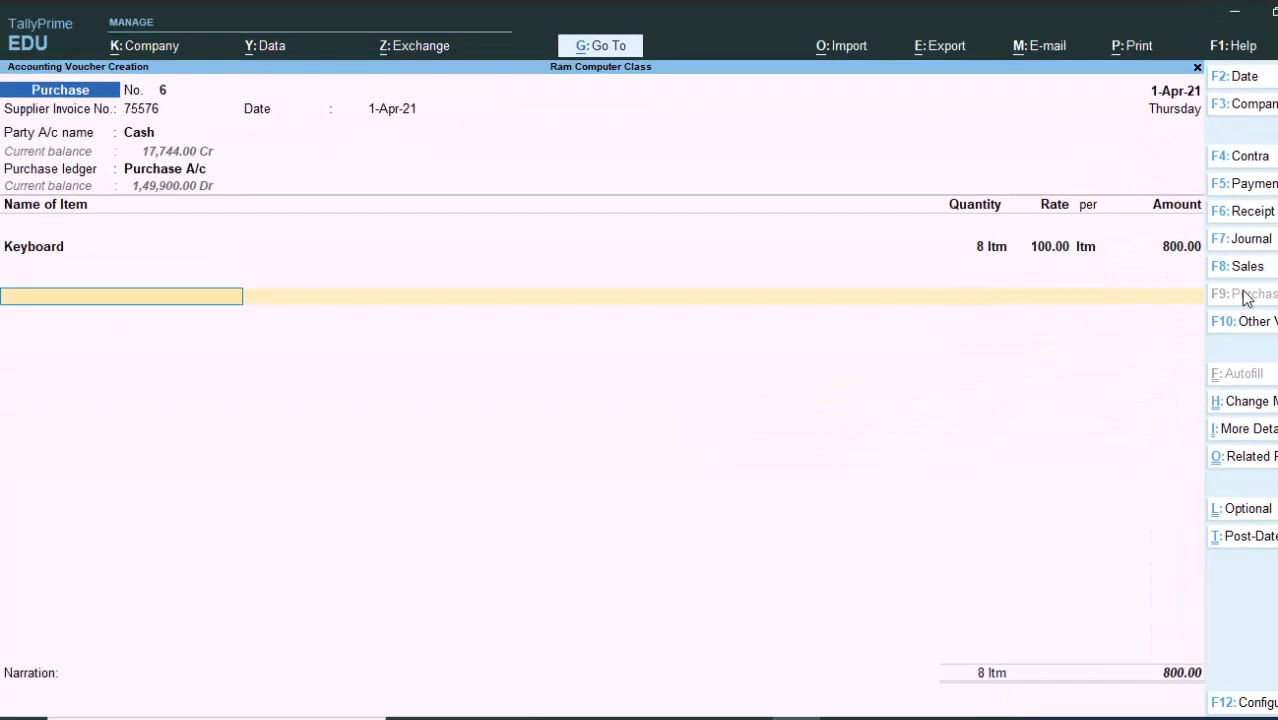 TallyPrime MANAGE
EDU K: Company Y: Data Z: Exchange G: Go To O: Import E: Export M: E-mail P: Print F1: Help
Accounting Voucher Creation Ram Computer Class
Purchase No. 6 1-Apr-21
Supplier Invoice No.: 75576 Date : 1-Apr-21 Thursday
Party A/c name : Cash
Current balance : 17,744.00 Cr
Purchase ledger : Purchase A/c
Current balance : 1,49,900.00 Dr
Name of Item Quantity Rate per Amount
Keyboard 8 Itm 100.00 Itm 800.00
Narration: 8 Itm 800.00
F2: Date
F3: Compan
F4: Contra
F5: Paymen
F6: Receipt
F7: Journal
F8: Sales
F9: Purchas
F10: Other V
F: Autofill
H: Change M
I: More Deta
O: Related R
L: Optional
T: Post-Date
F12: Configu